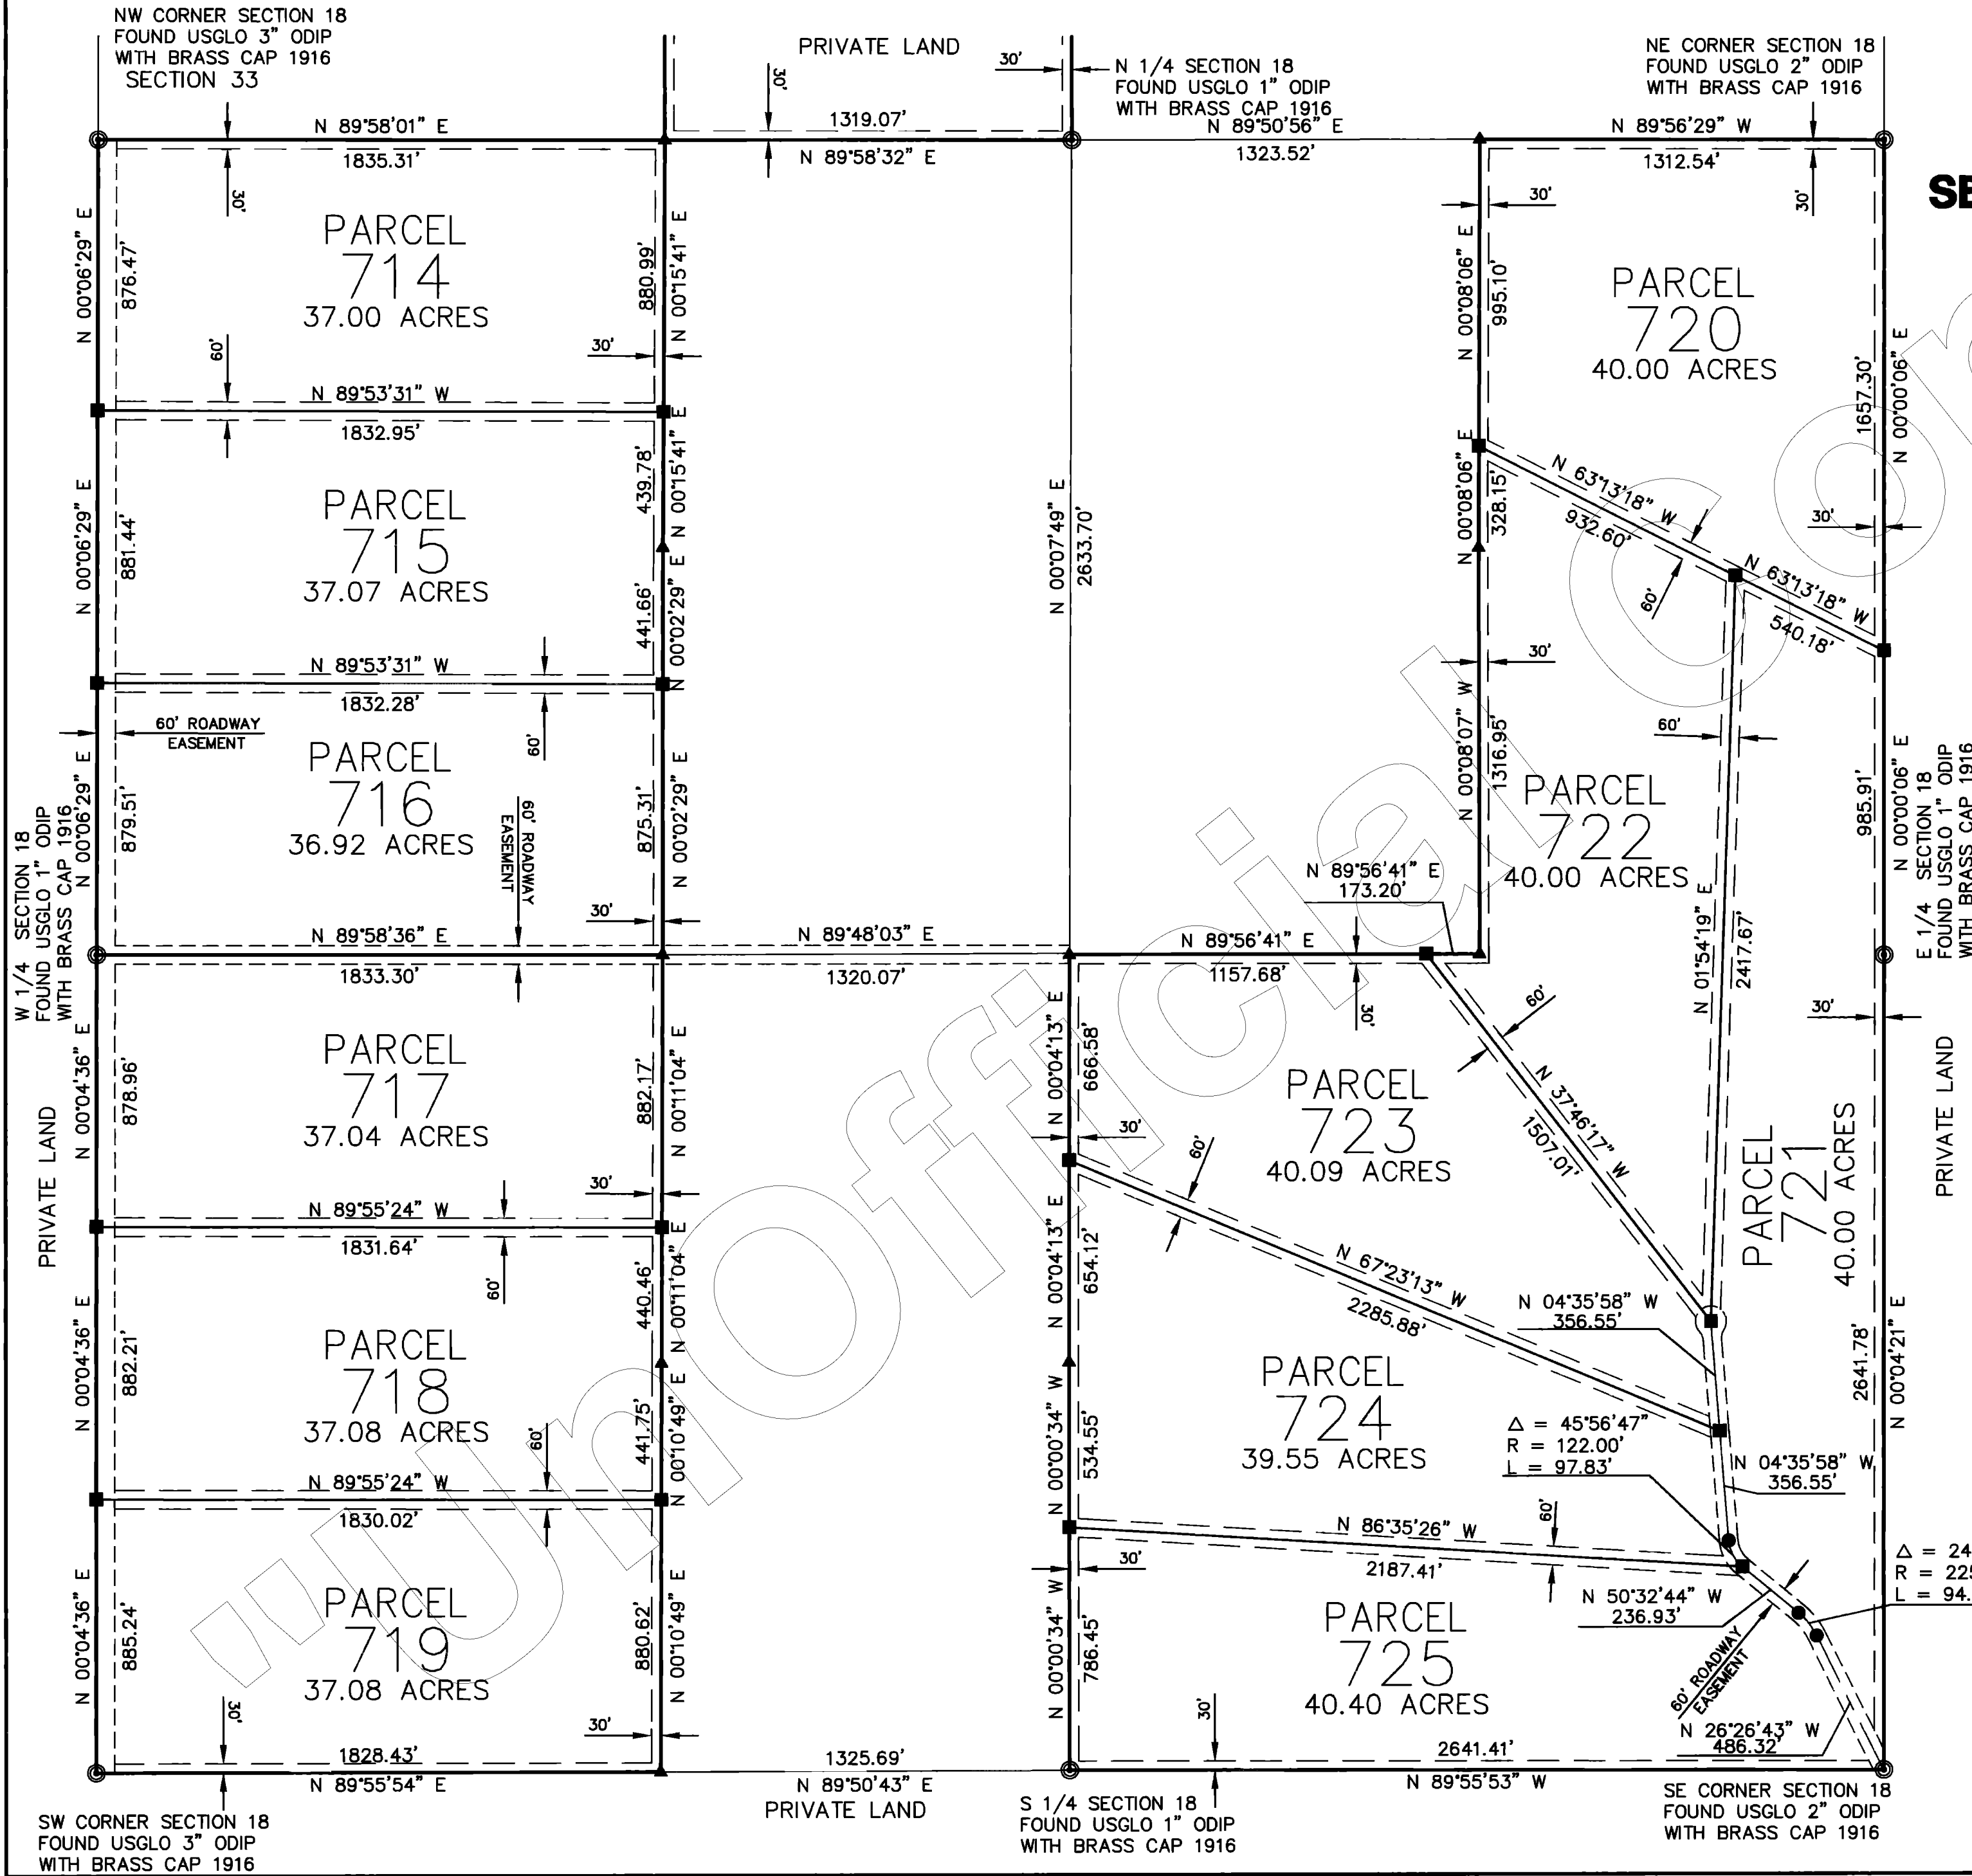 NW CORNER SECTION 18
FOUND USGLO 3" ODIP
WITH BRASS CAP 1916
SECTION 33
PRIVATE LAND
30'
30'
N 1/4 SECTION 18
FOUND USGLO 1" ODIP
WITH BRASS CAP 1916
NE CORNER SECTION 18
FOUND USGLO 2" ODIP
WITH BRASS CAP 1916
N 89°58'01" E
1835.31'
1319.07'
N 89°58'32" E
N 89°50'56" E
1323.52'
N 89°56'29" W
1312.54'
30'
30'
30'
N 00°06'29" E
876.47'
PARCEL
714
37.00 ACRES
880.99'
N 00°15'41" E
60'
30'
N 89°53'31" W
1832.95'
N 00°06'29" E
881.44'
PARCEL
715
37.07 ACRES
439.78'
N 00°15'41" E
441.66'
N 00°02'29" E
N 89°53'31" W
1832.28'
60'
60' ROADWAY
EASEMENT
N 00°06'29" E
879.51'
PARCEL
716
36.92 ACRES
60' ROADWAY
EASEMENT
875.31'
N 00°02'29" E
30'
W 1/4 SECTION 18
FOUND USGLO 1" ODIP
WITH BRASS CAP 1916
N 89°58'36" E
1833.30'
N 89°48'03" E
1320.07'
N 00°07'49" E
2633.70'
N 00°04'36" E
878.96'
PARCEL
717
37.04 ACRES
882.17'
N 00°11'04" E
30'
PRIVATE LAND
N 89°55'24" W
1831.64'
60'
N 00°04'36" E
882.21'
PARCEL
718
37.08 ACRES
440.46'
N 00°11'04" E
441.75'
N 00°10'49" E
60'
N 89°55'24" W
1830.02'
N 00°04'36" E
885.24'
PARCEL
719
37.08 ACRES
880.62'
N 00°10'49" E
30'
30'
1828.43'
N 89°55'54" E
1325.69'
N 89°50'43" E
PRIVATE LAND
SW CORNER SECTION 18
FOUND USGLO 3" ODIP
WITH BRASS CAP 1916
S 1/4 SECTION 18
FOUND USGLO 1" ODIP
WITH BRASS CAP 1916
N 00°08'06" E
995.10'
PARCEL
720
40.00 ACRES
1657.30'
N 00°00'06" E
N 00°08'06" E
328.15'
N 63°13'18" W
932.60'
60'
N 63°13'18" W
540.18'
30'
30'
N 00°08'07" W
1316.95'
60'
PARCEL
722
40.00 ACRES
N 01°54'19" E
2417.67'
985.91'
N 00°00'06" E
E 1/4 SECTION 18
FOUND USGLO 1" ODIP
WITH BRASS CAP 1916
N 89°56'41" E
173.20'
N 89°56'41" E
1157.68'
30'
30'
60'
N 37°46'17" W
1507.01'
N 00°04'13" E
666.58'
PARCEL
723
40.09 ACRES
30'
60'
PARCEL
721
40.00 ACRES
PRIVATE LAND
N 00°04'13" E
654.12'
N 67°23'13" W
2285.88'
N 04°35'58" W
356.55'
2641.78'
N 00°04'21" E
PARCEL
724
39.55 ACRES
N 00°00'34" W
534.55'
Δ = 45°56'47"
R = 122.00'
L = 97.83'
N 04°35'58" W
356.55'
N 86°35'26" W
2187.41'
60'
30'
N 00°00'34" W
786.45'
PARCEL
725
40.40 ACRES
N 50°32'44" W
236.93'
60' ROADWAY
EASEMENT
Δ = 24
R = 225
L = 94.
N 26°26'43" W
486.32'
30'
2641.41'
N 89°55'53" W
SE CORNER SECTION 18
FOUND USGLO 2" ODIP
WITH BRASS CAP 1916
"Unofficial Co